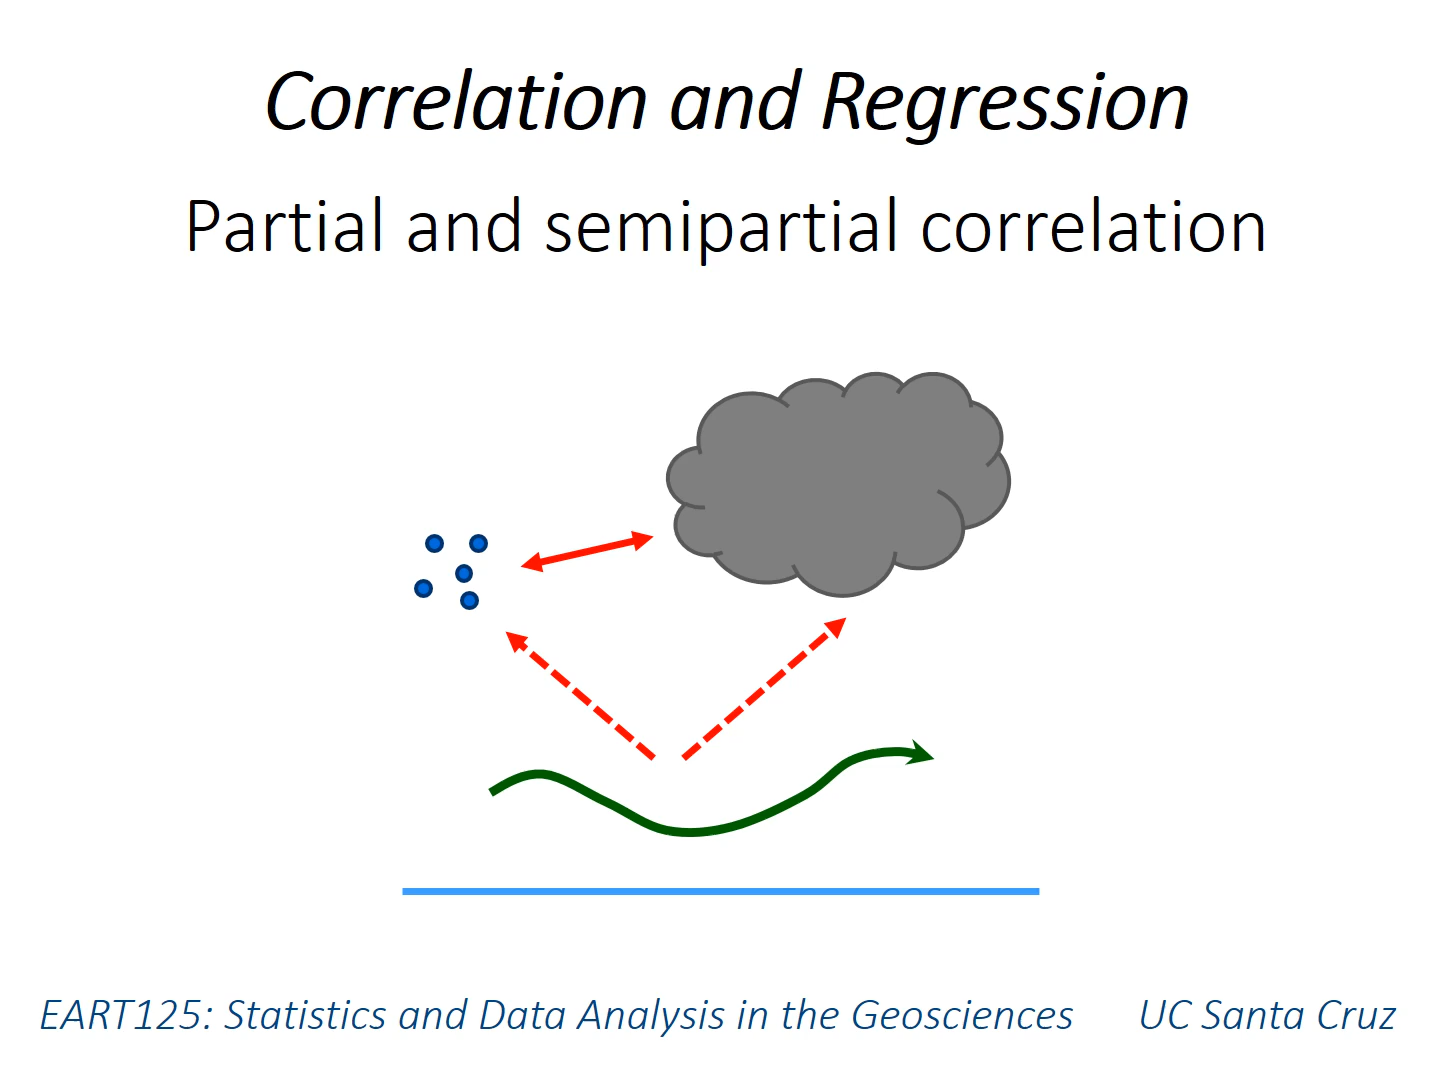 Correlation and Regression
Partial and semipartial correlation
EART125: Statistics and Data Analysis in the Geosciences UC Santa Cruz